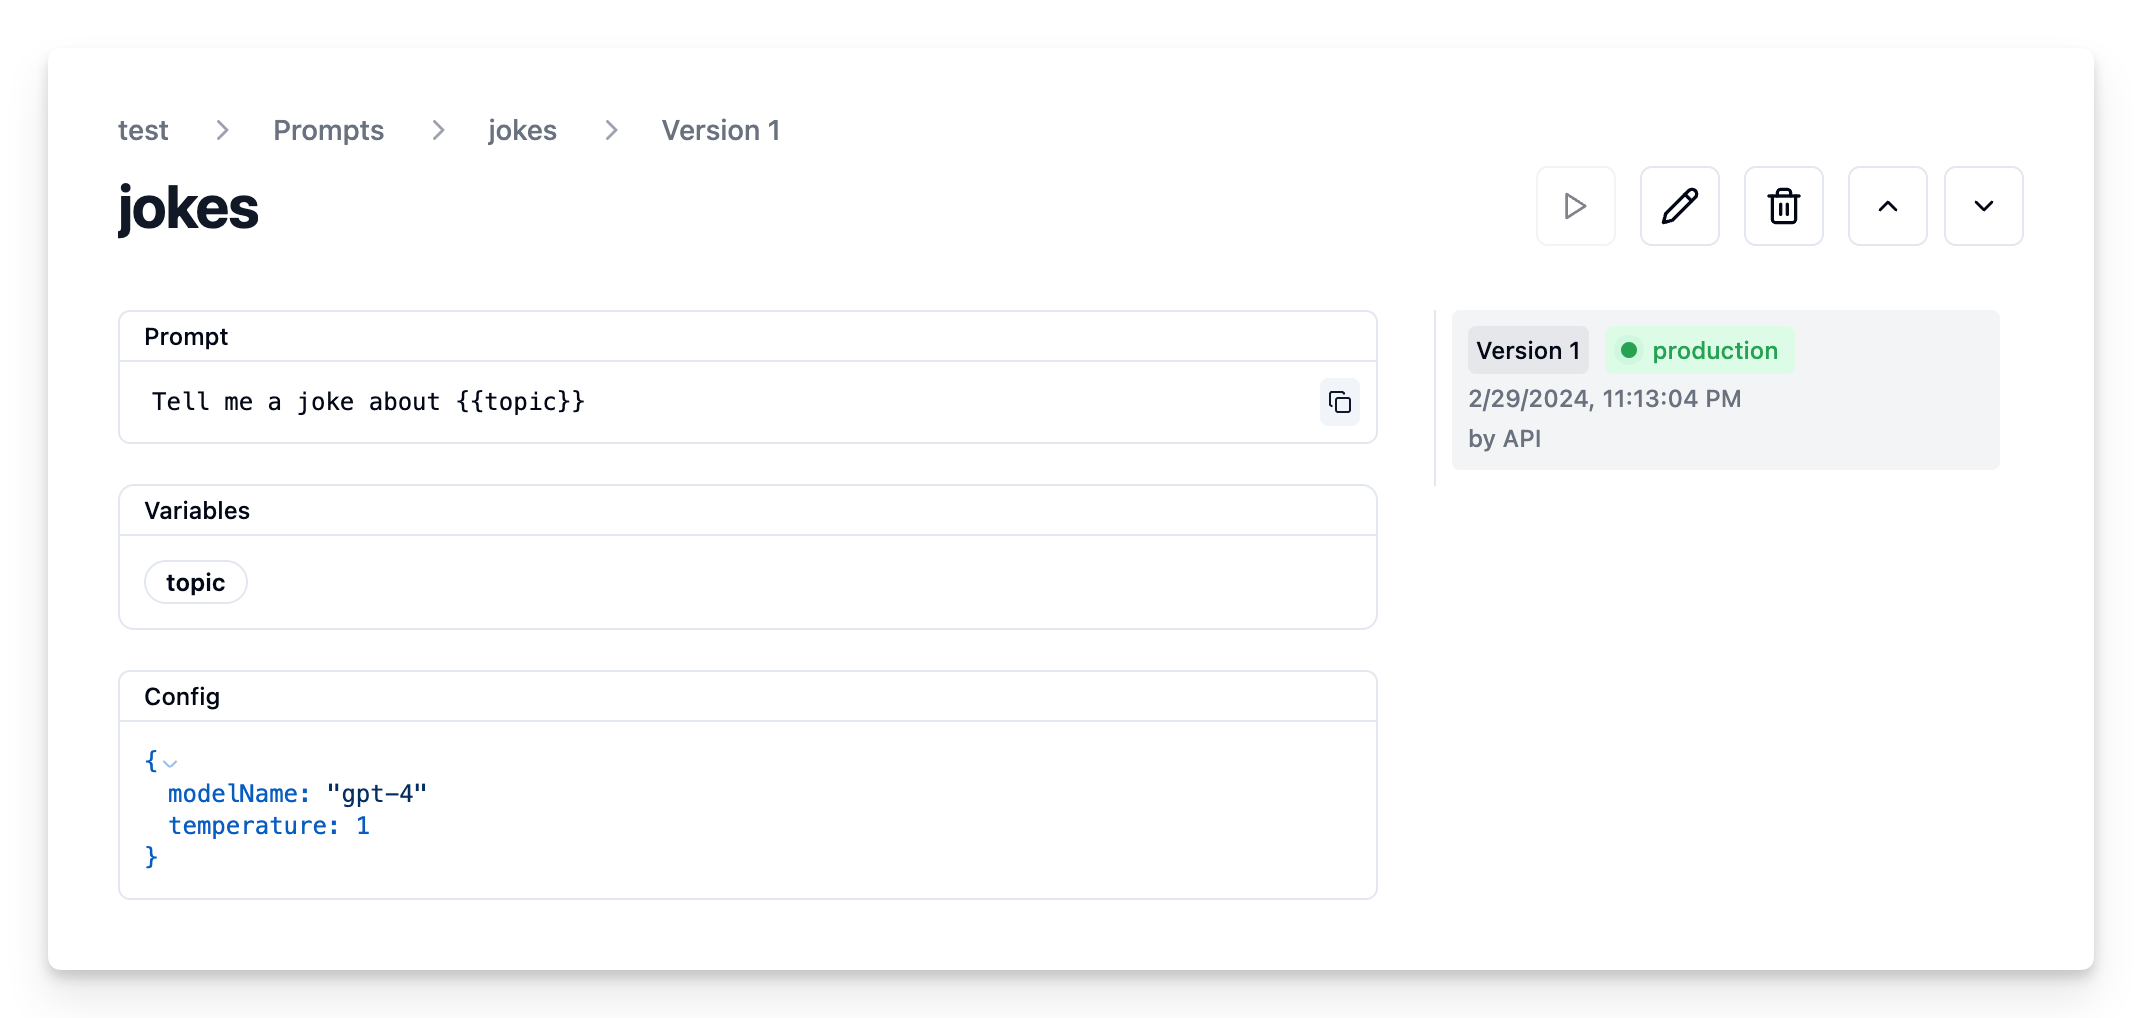 test > Prompts > jokes > Version 1
jokes
Prompt
Tell me a joke about {{topic}}
Variables
topic
Config
{
modelName: "gpt-4"
temperature: 1
}
Version 1 production
2/29/2024, 11:13:04 PM
by API